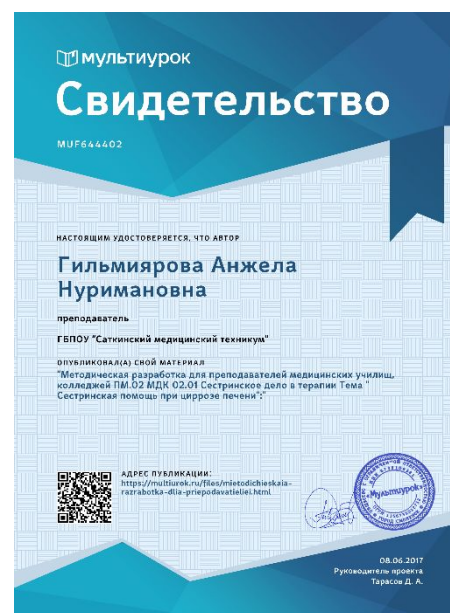 мультиурок
Свидетельство
MUF644402
НАСТОЯЩИМ УДОСТОВЕРЯЕТСЯ, ЧТО АВТОР
Гильмиярова Анжела
Нуримановна
преподаватель
ГБПОУ "Саткинский медицинский техникум"
ОПУБЛИКОВАЛ(А) СВОЙ МАТЕРИАЛ
"Методическая разработка для преподавателей медицинских училищ,
колледжей ПМ.02 МДК 02.01 Сестринское дело в терапии Тема "
Сестринская помощь при циррозе печени":"
АДРЕС ПУБЛИКАЦИИ:
https://multiurok.ru/files/mietodichieskaia-
razrabotka-dlia-priepodavatieliei.html
«Мультиурок»
08.06.2017
Руководитель проекта
Тарасов Д. А.